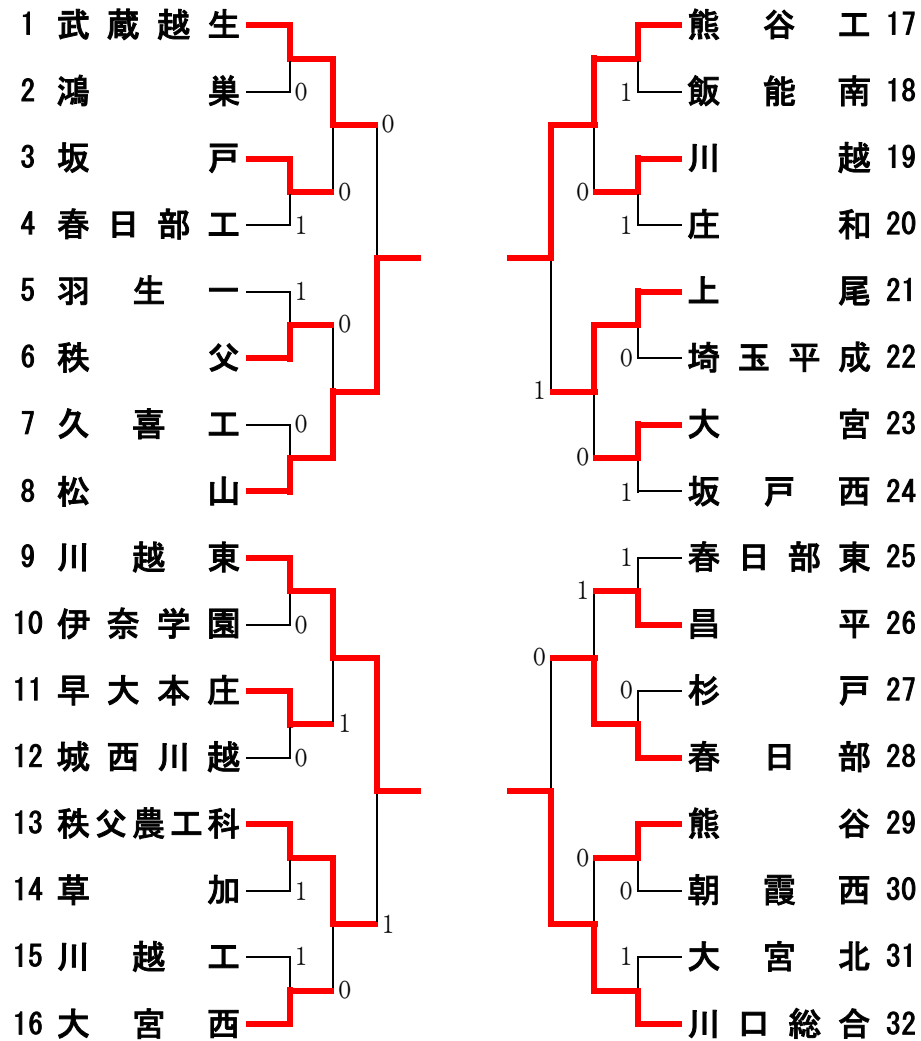 1 武蔵越生
2 鴻巣
0
3 坂戸
4 春日部工
1
0
0
5 羽生一
1
6 秩父
0
7 久喜工
0
8 松山
9 川越東
10 伊奈学園
0
11 早大本庄
1
12 城西川越
0
13 秩父農工科
14 草加
1
1
15 川越工
1
16 大宮西
0
熊谷工 17
1
飯能南 18
川越 19
0
1
庄和 20
上尾 21
0
埼玉平成 22
1
大宮 23
0
1
坂戸西 24
1
春日部東 25
1
昌平 26
0
0
杉戸 27
春日部 28
熊谷 29
0
0
朝霞西 30
1
大宮北 31
川口総合 32